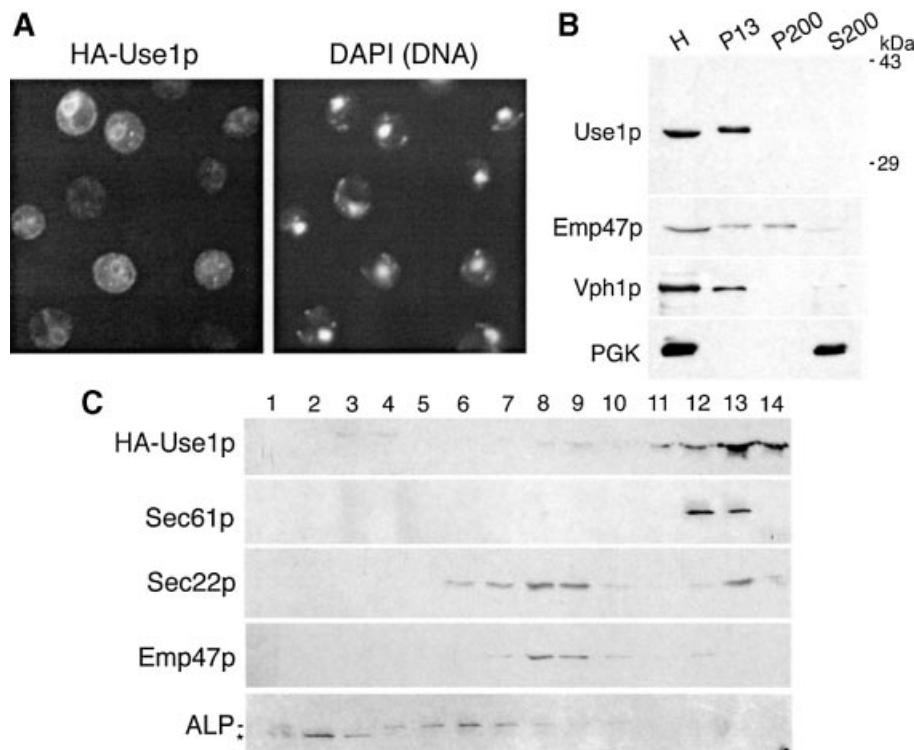 A
HA-Use1p
DAPI (DNA)
B
H P13 P200 S200
kDa
- 43
Use1p
- 29
Emp47p
Vph1p
PGK
C
1 2 3 4 5 6 7 8 9 10 11 12 13 14
HA-Use1p
Sec61p
Sec22p
Emp47p
ALP-
*